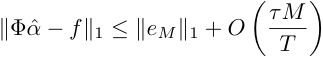 ‖Φα̂ − f‖₁ ≤ ‖e_M‖₁ + O(τM/T)